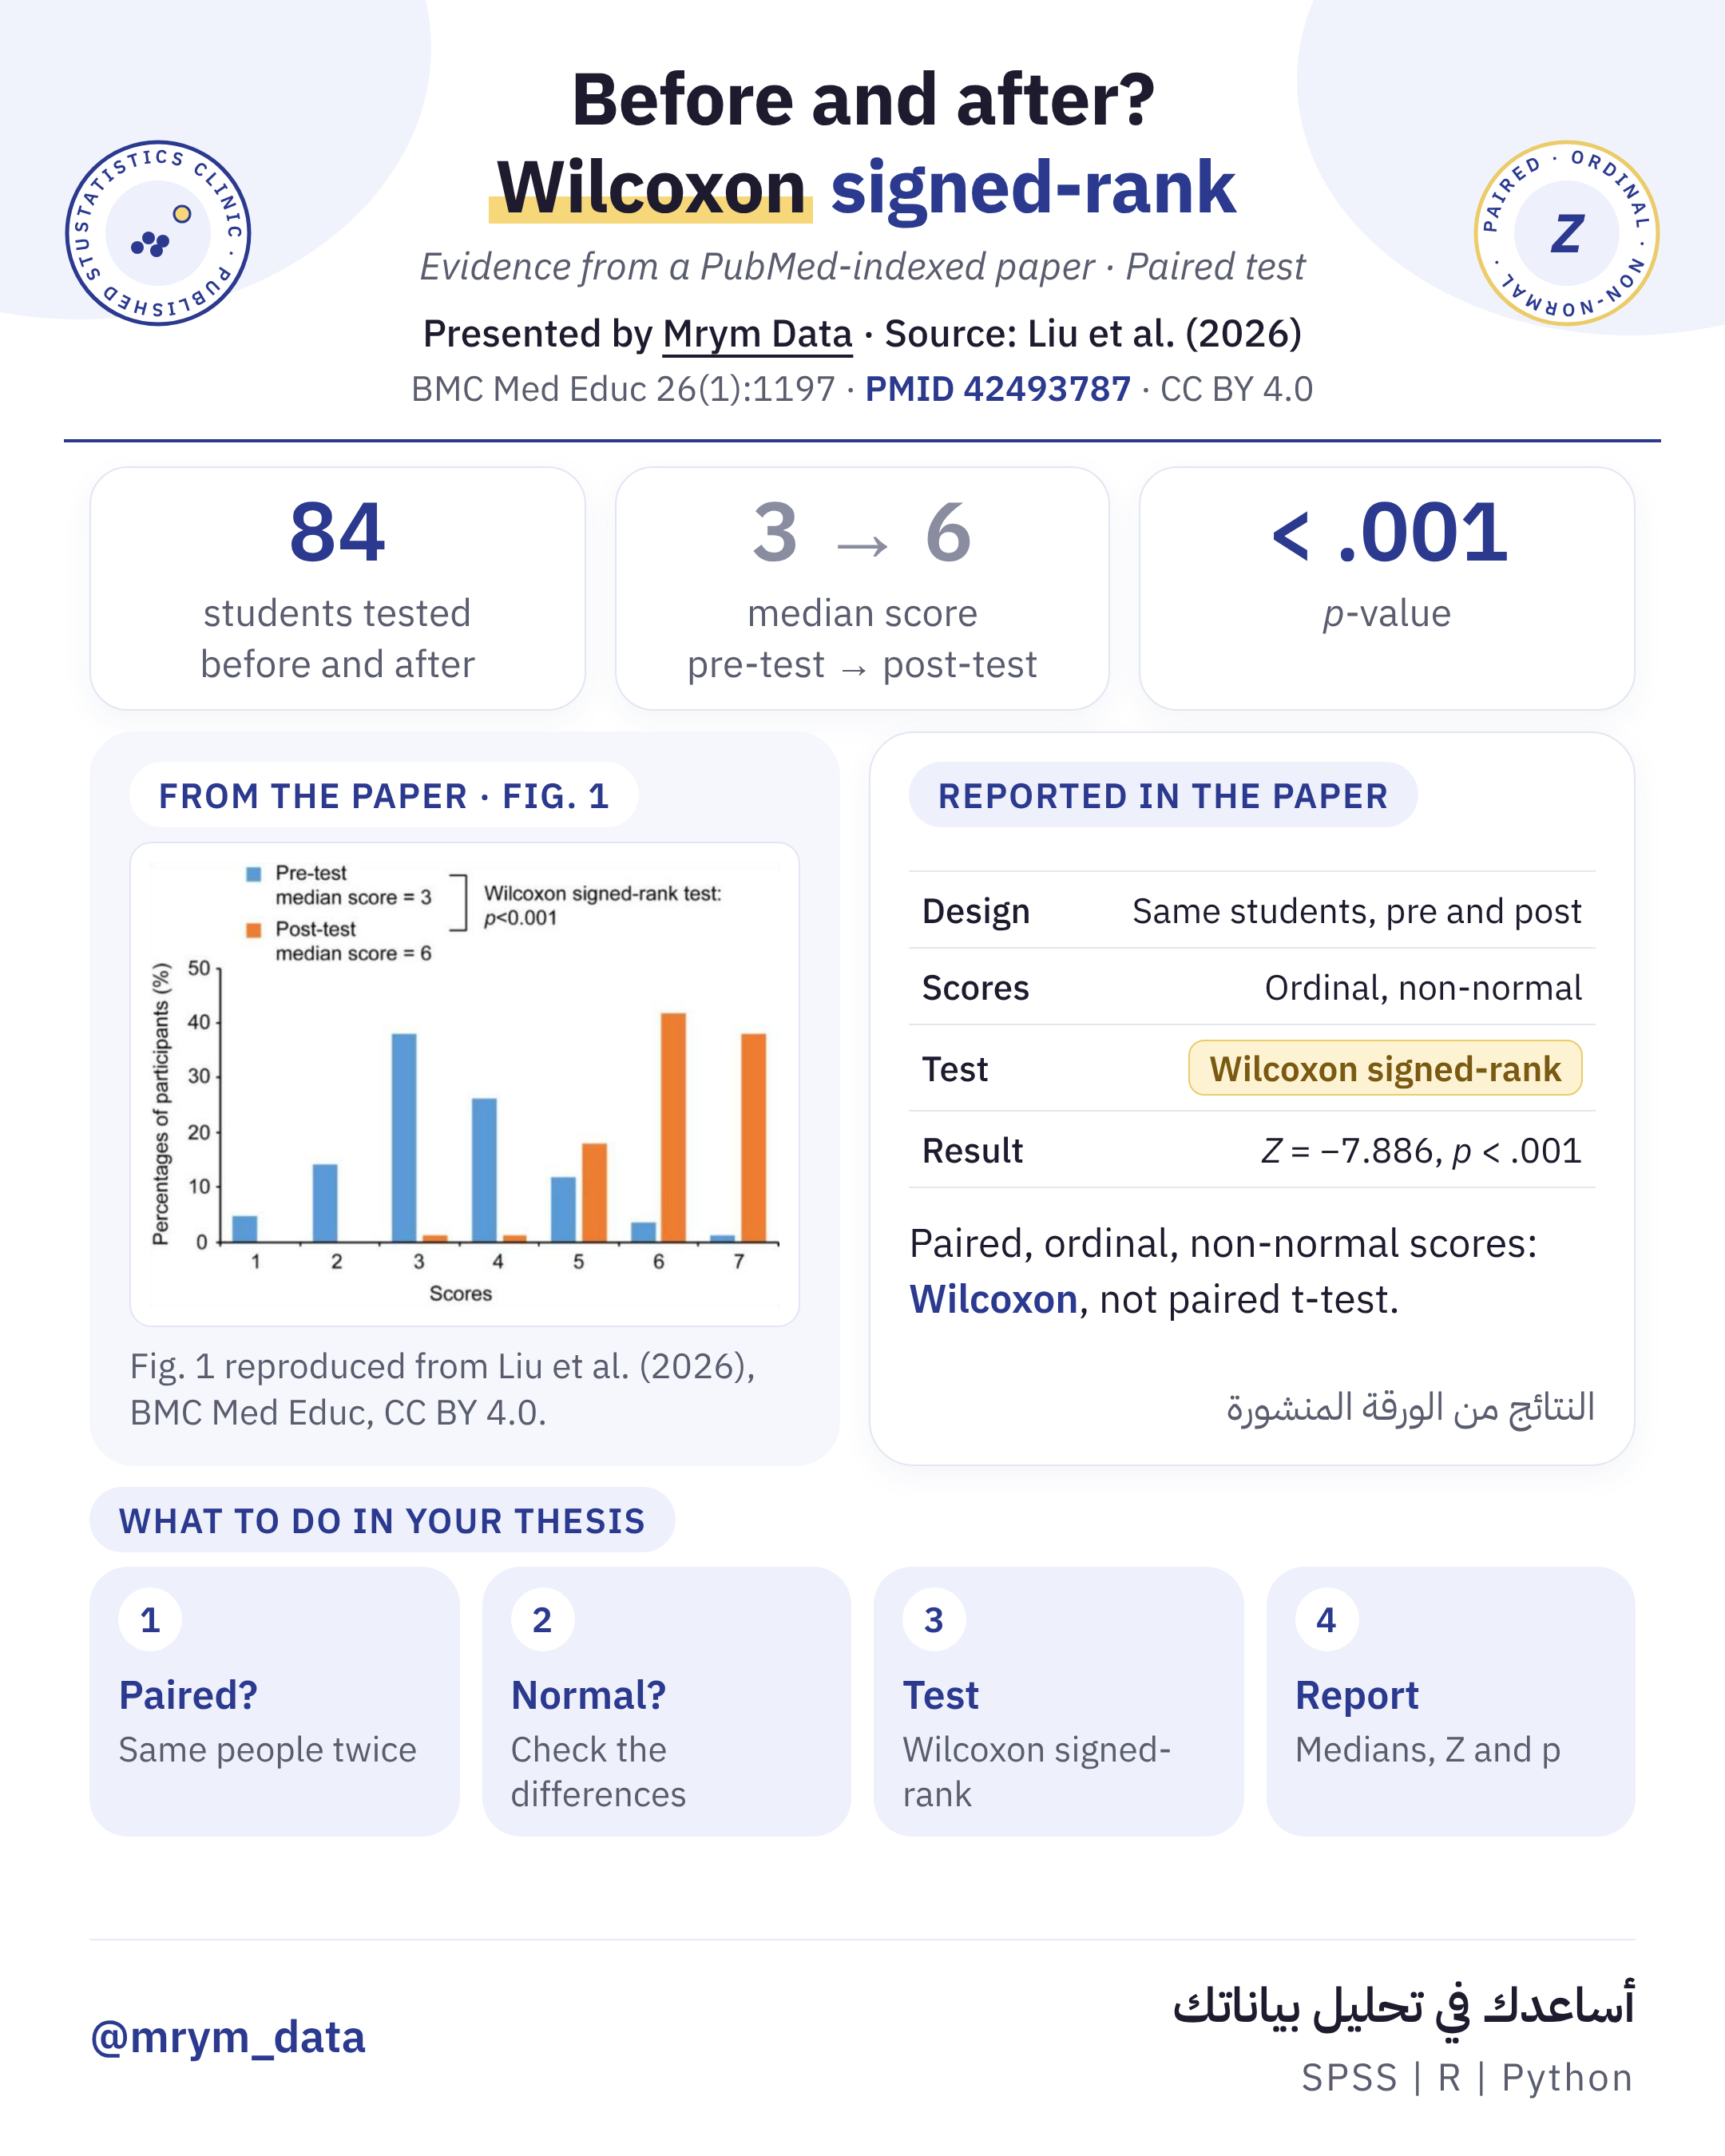 Before and after?
Wilcoxon signed-rank
Evidence from a PubMed-indexed paper · Paired test
Presented by Mrym Data · Source: Liu et al. (2026)
BMC Med Educ 26(1):1197 · PMID 42493787 · CC BY 4.0
STATISTICS CLINIC · PUBLISHED STU
PAIRED · ORDINAL · NON-NORMAL ·
Z
84
students tested
before and after
3 → 6
median score
pre-test → post-test
< .001
p-value
FROM THE PAPER · FIG. 1
Pre-test
median score = 3
Post-test
median score = 6
Wilcoxon signed-rank test:
p<0.001
Percentages of participants (%)
50
40
30
20
10
0
1 2 3 4 5 6 7
Scores
Fig. 1 reproduced from Liu et al. (2026),
BMC Med Educ, CC BY 4.0.
REPORTED IN THE PAPER
Design Same students, pre and post
Scores Ordinal, non-normal
Test Wilcoxon signed-rank
Result Z = −7.886, p < .001
Paired, ordinal, non-normal scores:
Wilcoxon, not paired t-test.
النتائج من الورقة المنشورة
WHAT TO DO IN YOUR THESIS
1
Paired?
Same people twice
2
Normal?
Check the
differences
3
Test
Wilcoxon signed-
rank
4
Report
Medians, Z and p
@mrym_data
أساعدك في تحليل بياناتك
SPSS | R | Python